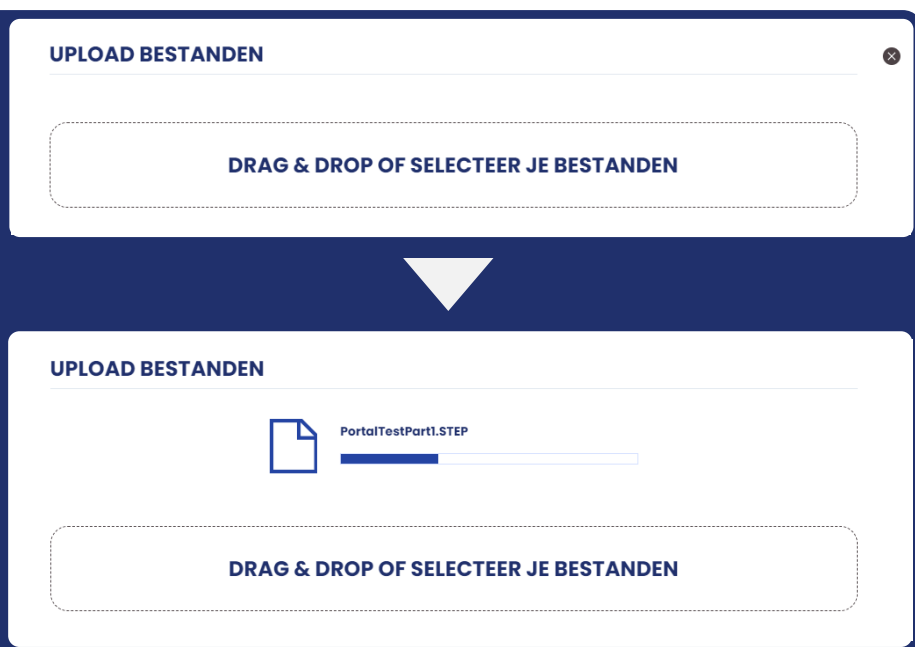 UPLOAD BESTANDEN
DRAG & DROP OF SELECTEER JE BESTANDEN
UPLOAD BESTANDEN
PortalTestPart1.STEP
DRAG & DROP OF SELECTEER JE BESTANDEN